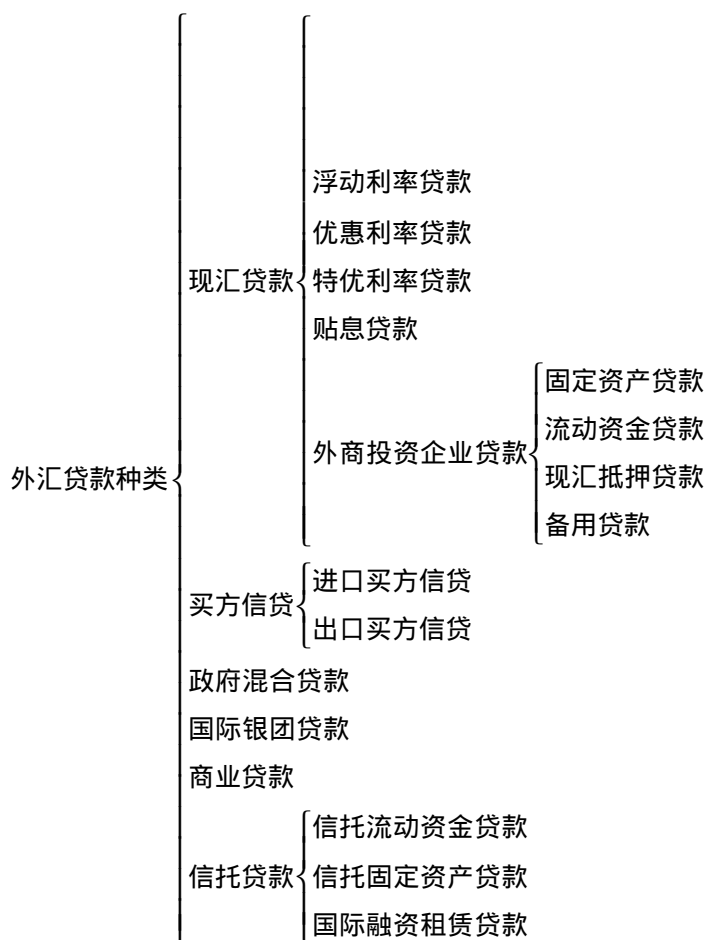 浮动利率贷款
优惠利率贷款
现汇贷款
特优利率贷款
贴息贷款
固定资产贷款
流动资金贷款
外商投资企业贷款
外汇贷款种类
现汇抵押贷款
备用贷款
进口买方信贷
买方信贷
出口买方信贷
政府混合贷款
国际银团贷款
商业贷款
信托流动资金贷款
信托贷款
信托固定资产贷款
国际融资租赁贷款